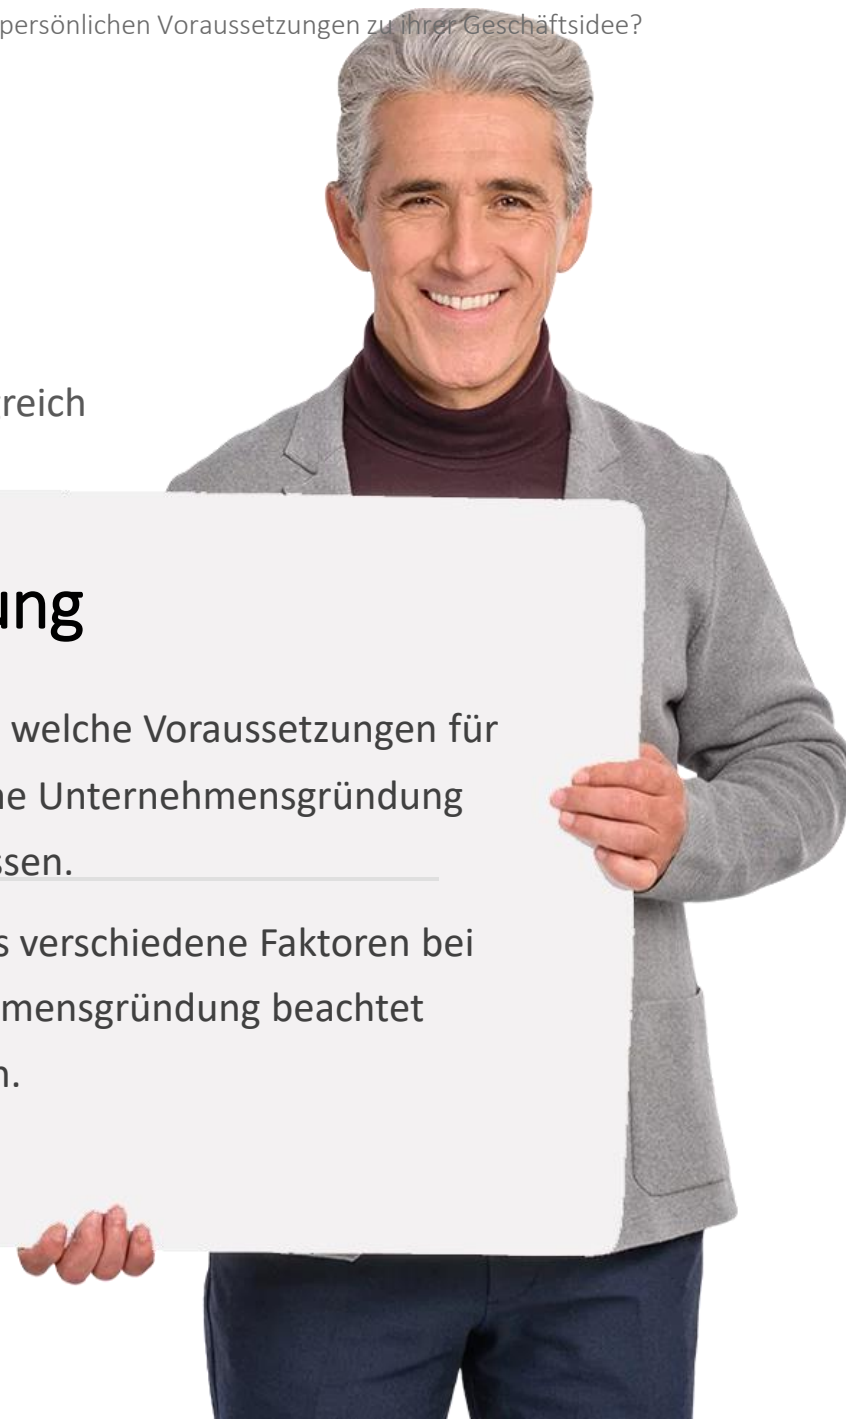 persönlichen Voraussetzungen zu ihrer Geschäftsidee?
reich
ung
welche Voraussetzungen für
ne Unternehmensgründung
ssen.
s verschiedene Faktoren bei
mensgründung beachtet
n.